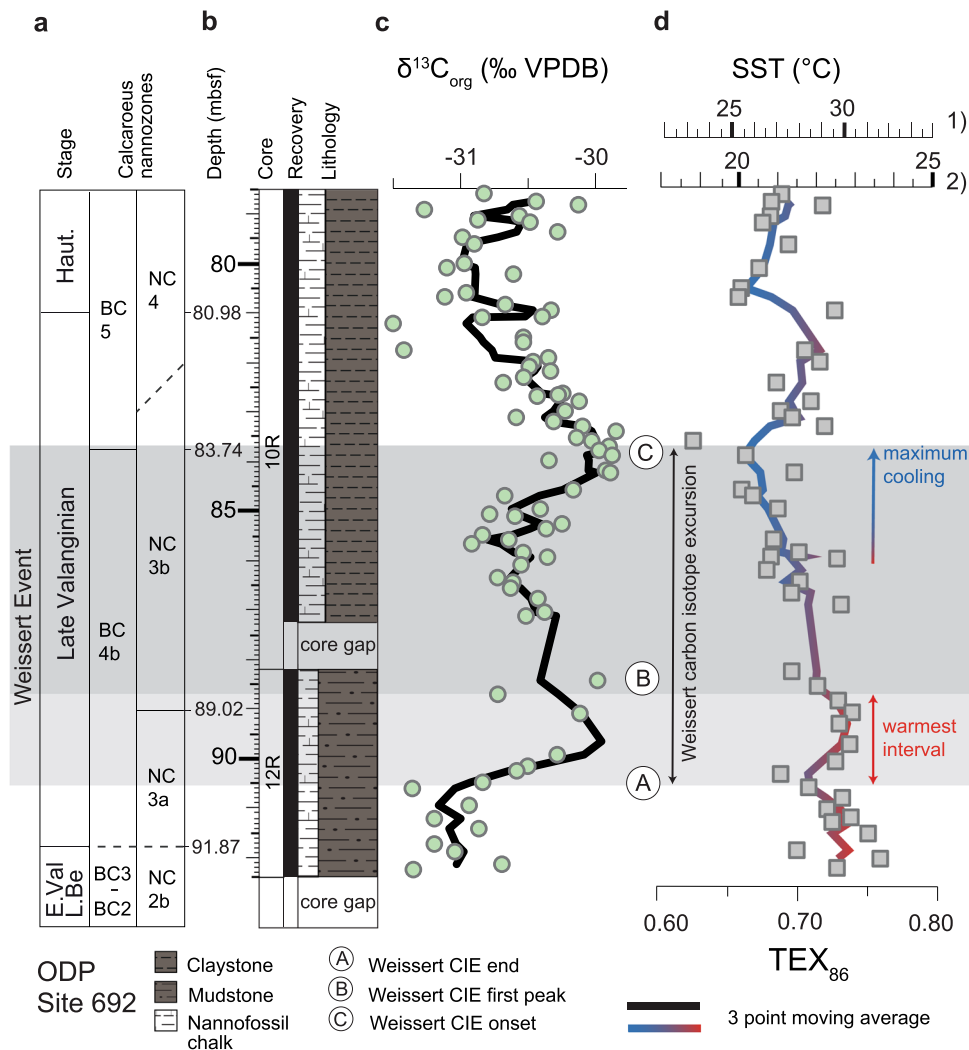 a
b
c
d
Stage
Calcaroeus
nannozones
Depth (mbsf)
Core
Recovery
Lithology
δ¹³C_org (‰ VPDB)
SST (°C)
-31
-30
25
30
1)
20
25
2)
Haut.
BC
5
NC
4
80
80.98
83.74
10R
85
Weissert Event
Late Valanginian
NC
3b
BC
4b
core gap
89.02
90
12R
NC
3a
91.87
E.Val
L.Be
BC3
-
BC2
NC
2b
core gap
C
B
A
Weissert carbon isotope excursion
maximum
cooling
warmest
interval
0.60
0.70
0.80
TEX₈₆
ODP
Site 692
Claystone
Mudstone
Nannofossil
chalk
A Weissert CIE end
B Weissert CIE first peak
C Weissert CIE onset
3 point moving average